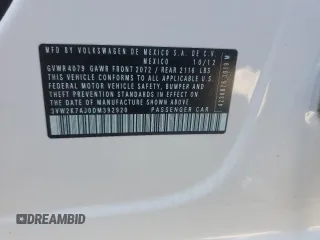 MFD BY VOLKSWAGEN DE MEXICO S.A. DE C.V.
IN MEXICO 10/12
GVWR 4079 GAWR FRONT 2072 / REAR 2116 LBS
THIS VEHICLE CONFORMS TO ALL APPLICABLE
FEDERAL MOTOR VEHICLE SAFETY, BUMPER AND
THEFT PREVENTION STANDARDS IN EFFECT ON
THE DATE OF MANUFACTURE SHOWN ABOVE.
3VW2K7AJ0DM392920 PASSENGER CAR
DREAMBID